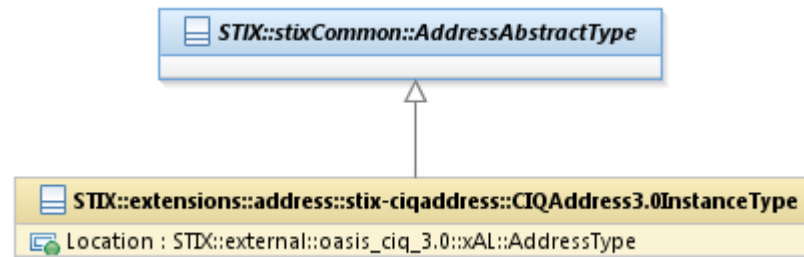 STIX::stixCommon::AddressAbstractType
STIX::extensions::address::stix-ciqaddress::CIQAddress3.0InstanceType
Location : STIX::external::oasis_ciq_3.0::xAL::AddressType